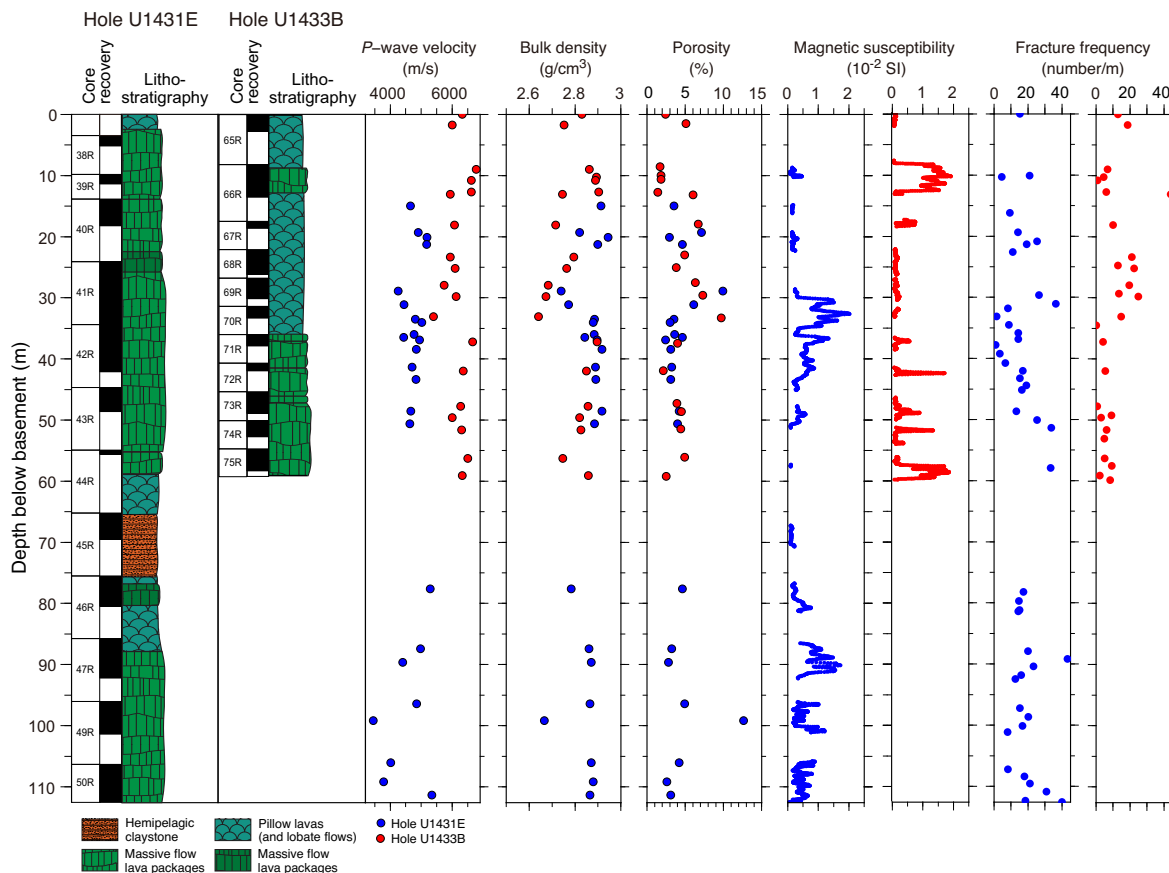 Hole U1431E
Hole U1433B
Core recovery
Litho-
stratigraphy
Core recovery
Litho-
stratigraphy
P–wave velocity
(m/s)
Bulk density
(g/cm3)
Porosity
(%)
Magnetic susceptibility
(10-2 SI)
Fracture frequency
(number/m)
4000 6000
2.6 2.8 3
0 5 10 15
0 1 2
0 1 2
0 20 40
0 20 40
Depth below basement (m)
0
10
20
30
40
50
60
70
80
90
100
110
38R
39R
40R
41R
42R
43R
44R
45R
46R
47R
49R
50R
65R
66R
67R
68R
69R
70R
71R
72R
73R
74R
75R
Hemipelagic
claystone
Pillow lavas
(and lobate flows)
Massive flow
lava packages
Massive flow
lava packages
Hole U1431E
Hole U1433B